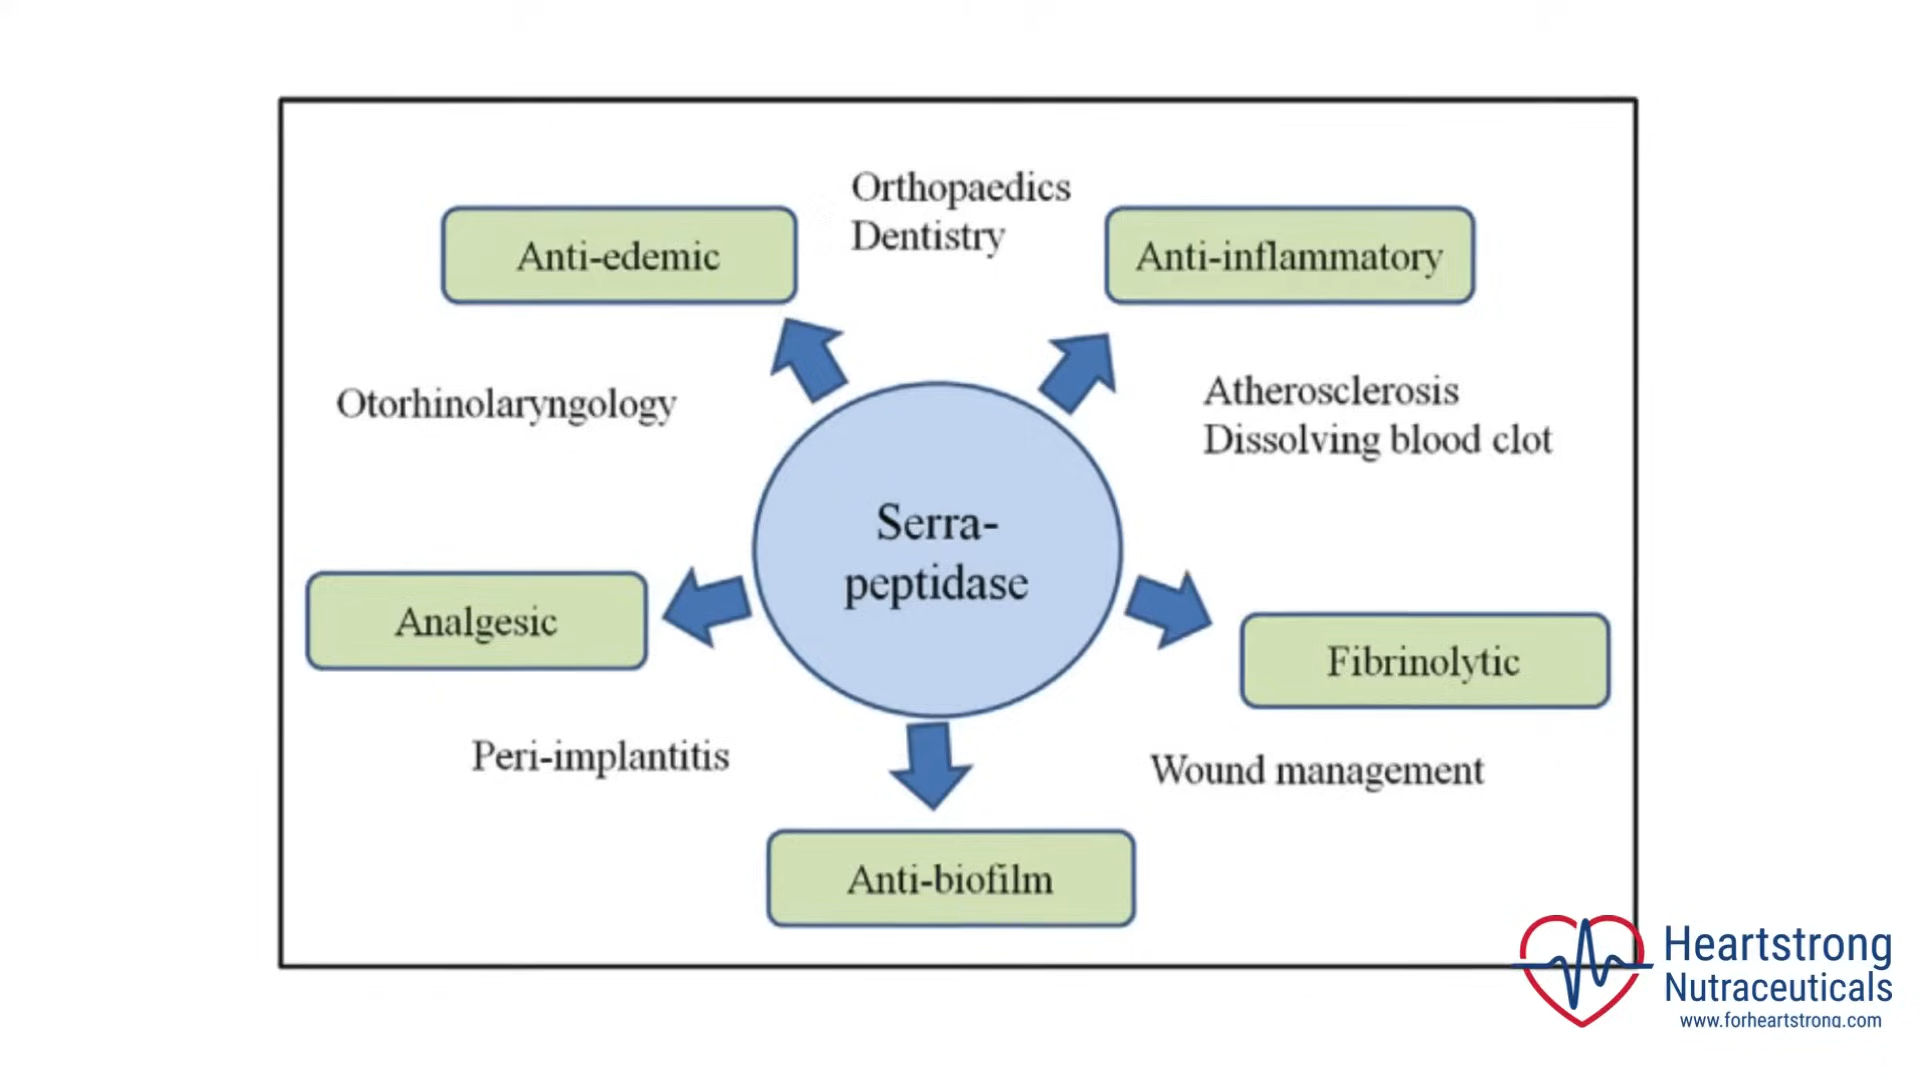 Orthopaedics
Dentistry
Anti-edemic
Anti-inflammatory
Otorhinolaryngology
Atherosclerosis
Dissolving blood clot
Serra-
peptidase
Analgesic
Fibrinolytic
Peri-implantitis
Wound management
Anti-biofilm
Heartstrong
Nutraceuticals
www.forheartstrong.com